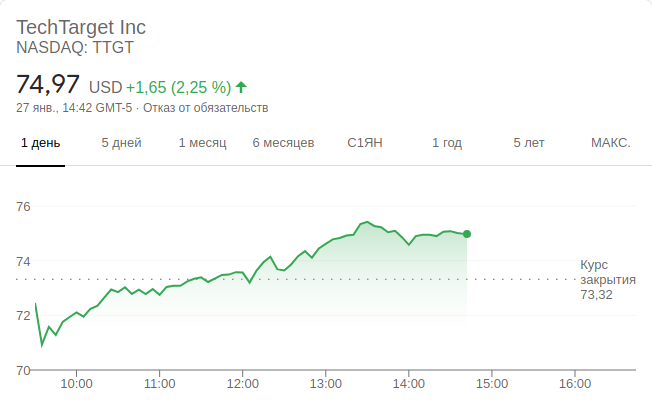 TechTarget Inc
NASDAQ: TTGT
74,97 USD +1,65 (2,25 %)
27 янв., 14:42 GMT-5 · Отказ от обязательств
1 день 5 дней 1 месяц 6 месяцев С1ЯН 1 год 5 лет МАКС.
76
74
72
70
Курс
закрытия
73,32
10:00 11:00 12:00 13:00 14:00 15:00 16:00